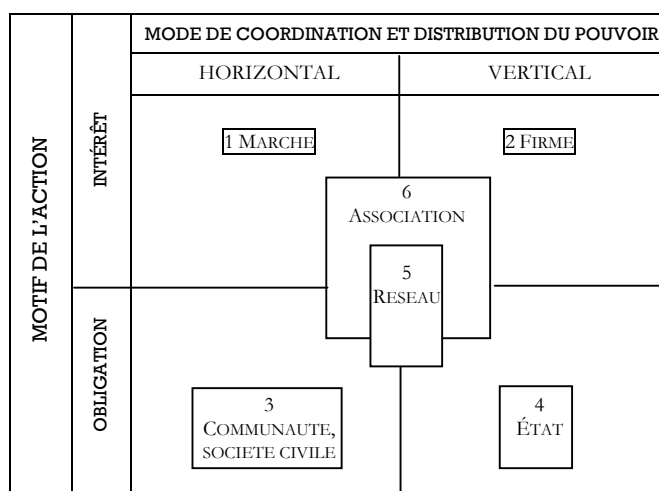 MODE DE COORDINATION ET DISTRIBUTION DU POUVOIR
HORIZONTAL
VERTICAL
MOTIF DE L'ACTION
INTÉRÊT
1 MARCHE
2 FIRME
6
ASSOCIATION
5
RESEAU
OBLIGATION
3
COMMUNAUTE,
SOCIETE CIVILE
4
ÉTAT